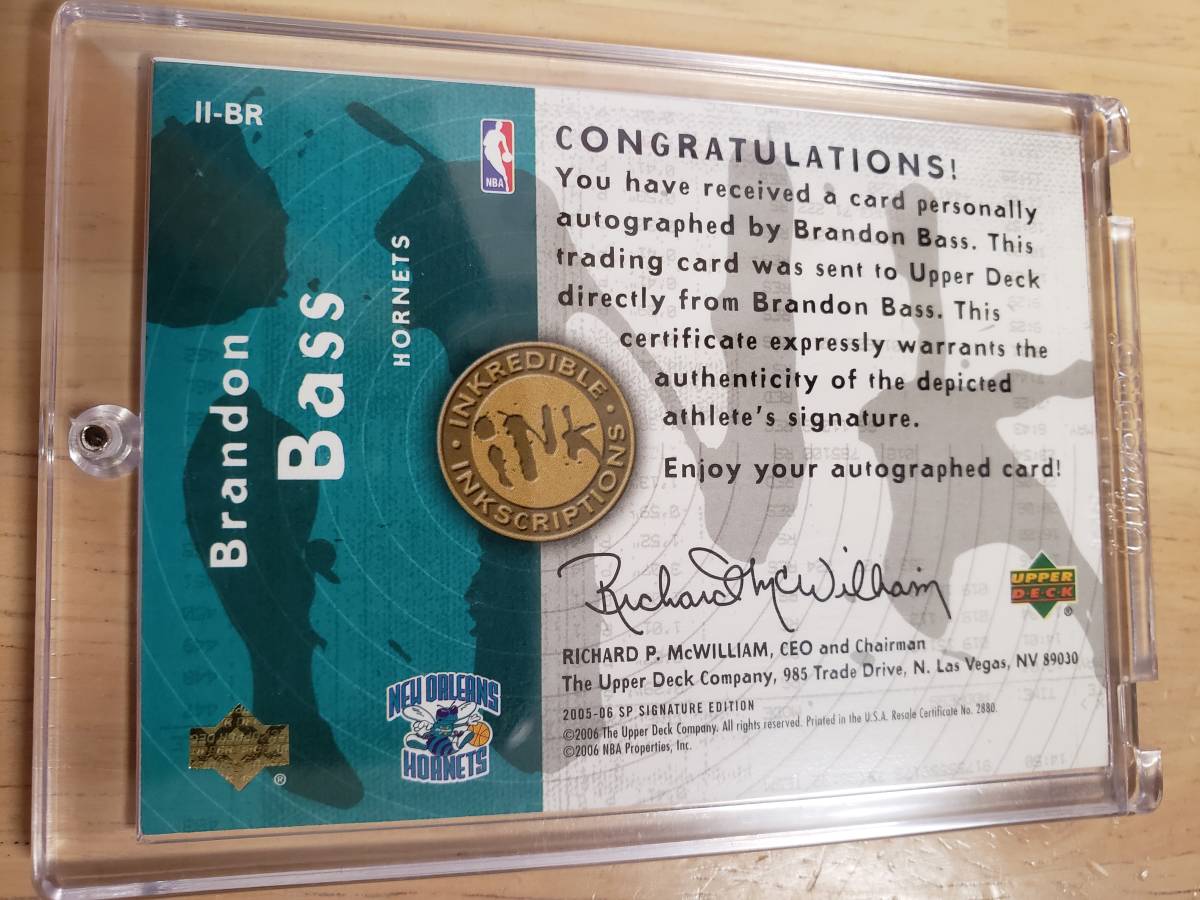 II-BR
Brandon
Bass
HORNETS
NBA
INKREDIBLE
INK
INKSCRIPTIONS
NEW ORLEANS
HORNETS
CONGRATULATIONS!
You have received a card personally
autographed by Brandon Bass. This
trading card was sent to Upper Deck
directly from Brandon Bass. This
certificate expressly warrants the
authenticity of the depicted
athlete's signature.
Enjoy your autographed card!
Richard McWilliam
UPPER
DECK
®
RICHARD P. McWILLIAM, CEO and Chairman
The Upper Deck Company, 985 Trade Drive, N. Las Vegas, NV 89030
2005-06 SP SIGNATURE EDITION
©2006 The Upper Deck Company. All rights reserved. Printed in the U.S.A. Resale Certificate No. 2880.
©2006 NBA Properties, Inc.
®